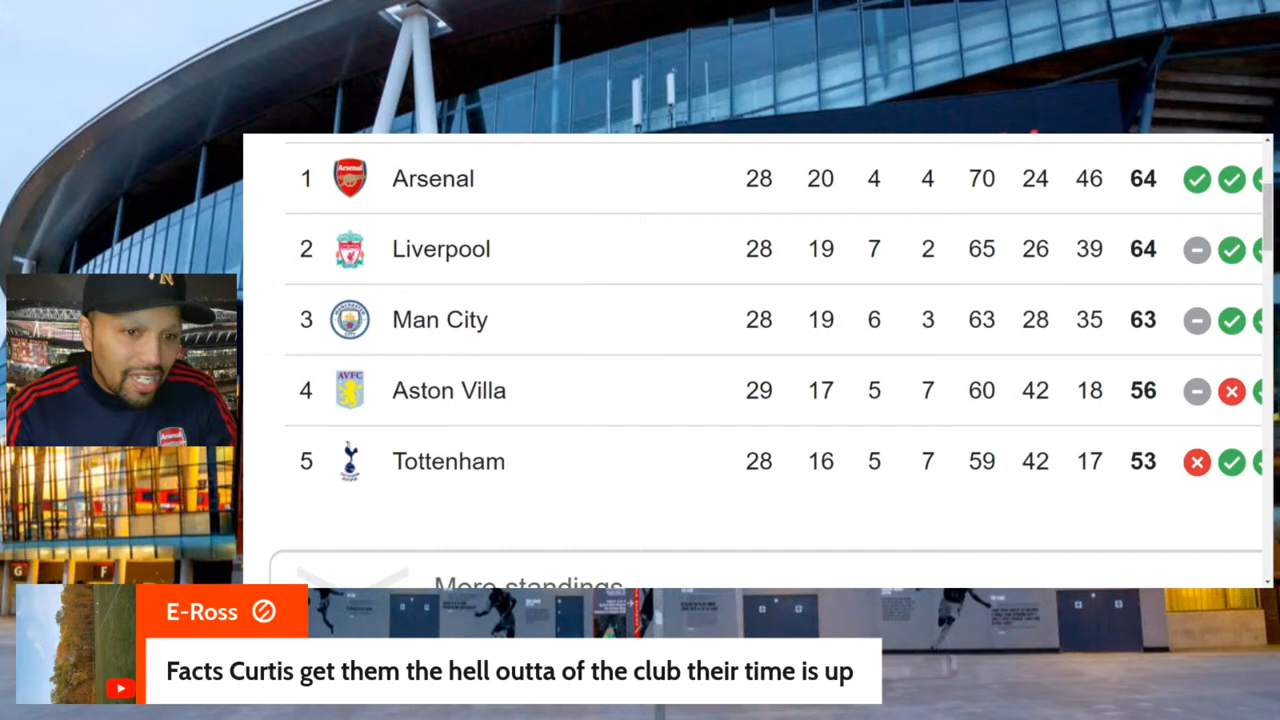 1 Arsenal 28 20 4 4 70 24 46 64
2 Liverpool 28 19 7 2 65 26 39 64
3 Man City 28 19 6 3 63 28 35 63
4 AVFC Aston Villa 29 17 5 7 60 42 18 56
5 Tottenham 28 16 5 7 59 42 17 53
More standings
G F
E-Ross
Facts Curtis get them the hell outta of the club their time is up